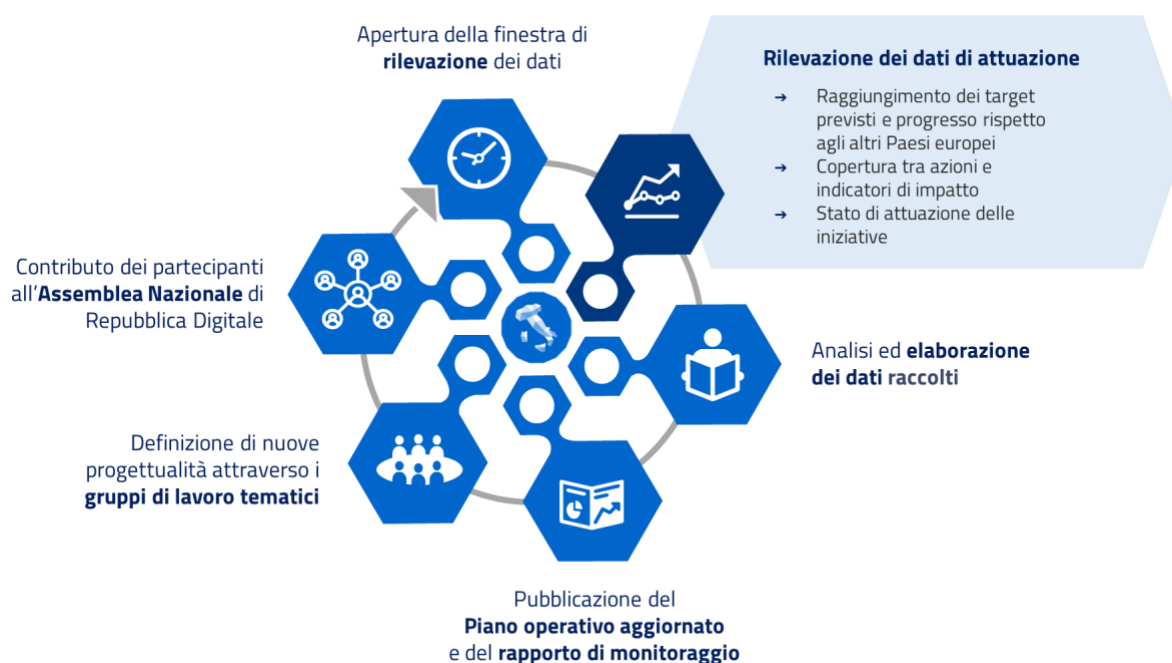 Apertura della finestra di
rilevazione dei dati
Rilevazione dei dati di attuazione
➔ Raggiungimento dei target
previsti e progresso rispetto
agli altri Paesi europei
➔ Copertura tra azioni e
indicatori di impatto
➔ Stato di attuazione delle
iniziative
Analisi ed elaborazione
dei dati raccolti
Pubblicazione del
Piano operativo aggiornato
e del rapporto di monitoraggio
Definizione di nuove
progettualità attraverso i
gruppi di lavoro tematici
Contributo dei partecipanti
all'Assemblea Nazionale di
Repubblica Digitale